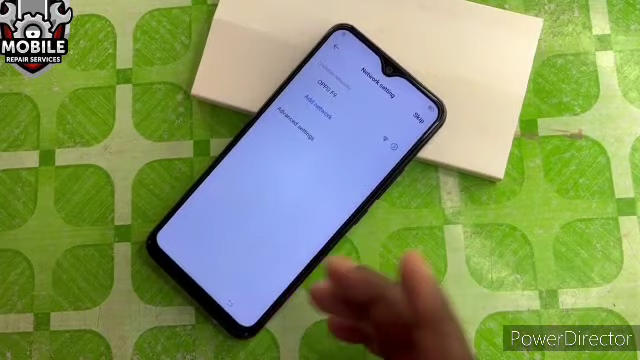 MOBILE
REPAIR SERVICES
Network setting
Skip
OPPO F9
Add network
Advanced settings
PowerDirector